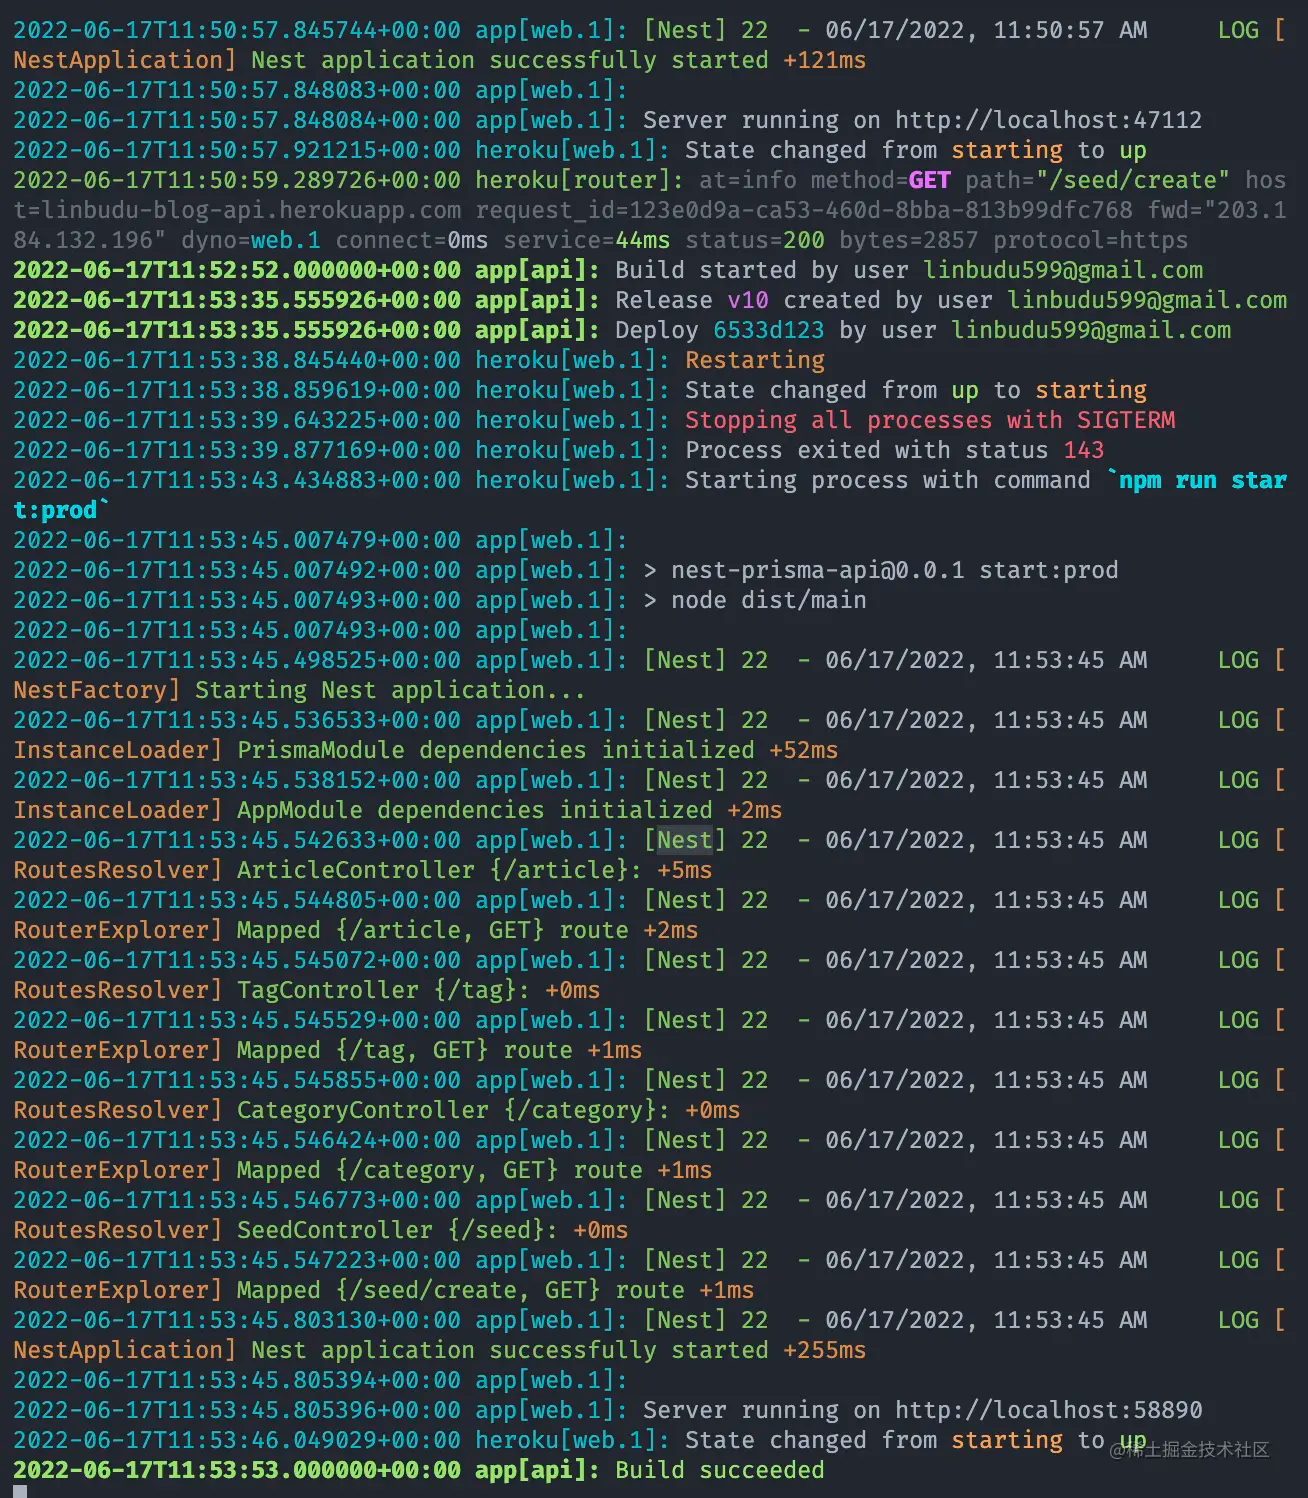 2022-06-17T11:50:57.845744+00:00 app[web.1]: [Nest] 22  - 06/17/2022, 11:50:57 AM     LOG [
NestApplication] Nest application successfully started +121ms
2022-06-17T11:50:57.848083+00:00 app[web.1]:
2022-06-17T11:50:57.848084+00:00 app[web.1]: Server running on http://localhost:47112
2022-06-17T11:50:57.921215+00:00 heroku[web.1]: State changed from starting to up
2022-06-17T11:50:59.289726+00:00 heroku[router]: at=info method=GET path="/seed/create" hos
t=linbudu-blog-api.herokuapp.com request_id=123e0d9a-ca53-460d-8bba-813b99dfc768 fwd="203.1
84.132.196" dyno=web.1 connect=0ms service=44ms status=200 bytes=2857 protocol=https
2022-06-17T11:52:52.000000+00:00 app[api]: Build started by user linbudu599@gmail.com
2022-06-17T11:53:35.555926+00:00 app[api]: Release v10 created by user linbudu599@gmail.com
2022-06-17T11:53:35.555926+00:00 app[api]: Deploy 6533d123 by user linbudu599@gmail.com
2022-06-17T11:53:38.845440+00:00 heroku[web.1]: Restarting
2022-06-17T11:53:38.859619+00:00 heroku[web.1]: State changed from up to starting
2022-06-17T11:53:39.643225+00:00 heroku[web.1]: Stopping all processes with SIGTERM
2022-06-17T11:53:39.877169+00:00 heroku[web.1]: Process exited with status 143
2022-06-17T11:53:43.434883+00:00 heroku[web.1]: Starting process with command `npm run star
t:prod`
2022-06-17T11:53:45.007479+00:00 app[web.1]:
2022-06-17T11:53:45.007492+00:00 app[web.1]: > nest-prisma-api@0.0.1 start:prod
2022-06-17T11:53:45.007493+00:00 app[web.1]: > node dist/main
2022-06-17T11:53:45.007493+00:00 app[web.1]:
2022-06-17T11:53:45.498525+00:00 app[web.1]: [Nest] 22  - 06/17/2022, 11:53:45 AM     LOG [
NestFactory] Starting Nest application...
2022-06-17T11:53:45.536533+00:00 app[web.1]: [Nest] 22  - 06/17/2022, 11:53:45 AM     LOG [
InstanceLoader] PrismaModule dependencies initialized +52ms
2022-06-17T11:53:45.538152+00:00 app[web.1]: [Nest] 22  - 06/17/2022, 11:53:45 AM     LOG [
InstanceLoader] AppModule dependencies initialized +2ms
2022-06-17T11:53:45.542633+00:00 app[web.1]: [Nest] 22  - 06/17/2022, 11:53:45 AM     LOG [
RoutesResolver] ArticleController {/article}: +5ms
2022-06-17T11:53:45.544805+00:00 app[web.1]: [Nest] 22  - 06/17/2022, 11:53:45 AM     LOG [
RouterExplorer] Mapped {/article, GET} route +2ms
2022-06-17T11:53:45.545072+00:00 app[web.1]: [Nest] 22  - 06/17/2022, 11:53:45 AM     LOG [
RoutesResolver] TagController {/tag}: +0ms
2022-06-17T11:53:45.545529+00:00 app[web.1]: [Nest] 22  - 06/17/2022, 11:53:45 AM     LOG [
RouterExplorer] Mapped {/tag, GET} route +1ms
2022-06-17T11:53:45.545855+00:00 app[web.1]: [Nest] 22  - 06/17/2022, 11:53:45 AM     LOG [
RoutesResolver] CategoryController {/category}: +0ms
2022-06-17T11:53:45.546424+00:00 app[web.1]: [Nest] 22  - 06/17/2022, 11:53:45 AM     LOG [
RouterExplorer] Mapped {/category, GET} route +1ms
2022-06-17T11:53:45.546773+00:00 app[web.1]: [Nest] 22  - 06/17/2022, 11:53:45 AM     LOG [
RoutesResolver] SeedController {/seed}: +0ms
2022-06-17T11:53:45.547223+00:00 app[web.1]: [Nest] 22  - 06/17/2022, 11:53:45 AM     LOG [
RouterExplorer] Mapped {/seed/create, GET} route +1ms
2022-06-17T11:53:45.803130+00:00 app[web.1]: [Nest] 22  - 06/17/2022, 11:53:45 AM     LOG [
NestApplication] Nest application successfully started +255ms
2022-06-17T11:53:45.805394+00:00 app[web.1]:
2022-06-17T11:53:45.805396+00:00 app[web.1]: Server running on http://localhost:58890
2022-06-17T11:53:46.049029+00:00 heroku[web.1]: State changed from starting to up
@稀土掘金技术社区
2022-06-17T11:53:53.000000+00:00 app[api]: Build succeeded